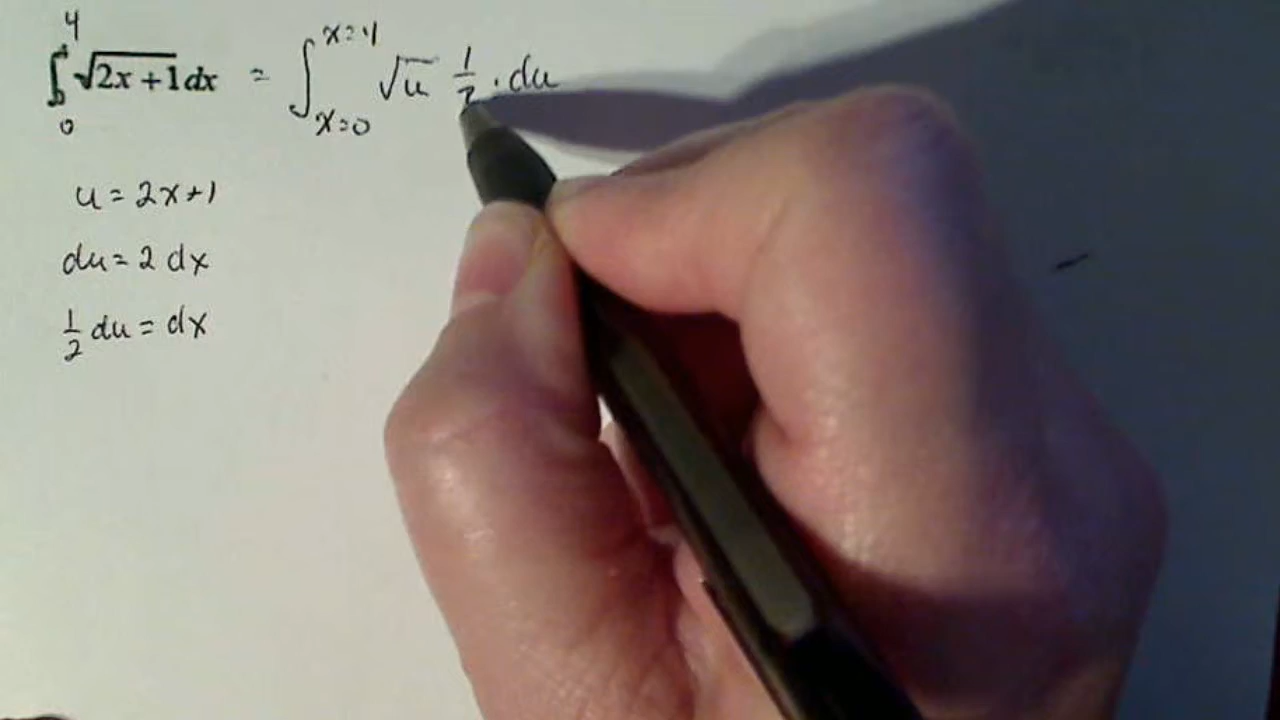 ∫₀⁴ √(2x+1) dx = ∫_{x=0}^{x=4} √u 1/2 · du
u = 2x+1
du = 2 dx
1/2 du = dx